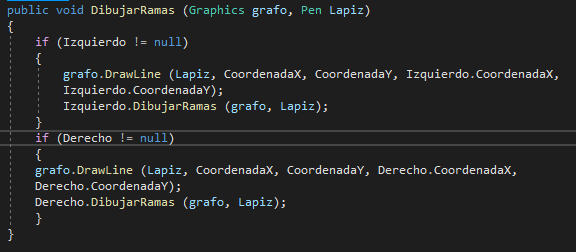 public void DibujarRamas (Graphics grafo, Pen Lapiz)
{
if (Izquierdo != null)
{
grafo.DrawLine (Lapiz, CoordenadaX, CoordenadaY, Izquierdo.CoordenadaX,
Izquierdo.CoordenadaY);
Izquierdo.DibujarRamas (grafo, Lapiz);
}
if (Derecho != null)
{
grafo.DrawLine (Lapiz, CoordenadaX, CoordenadaY, Derecho.CoordenadaX,
Derecho.CoordenadaY);
Derecho.DibujarRamas (grafo, Lapiz);
}
}